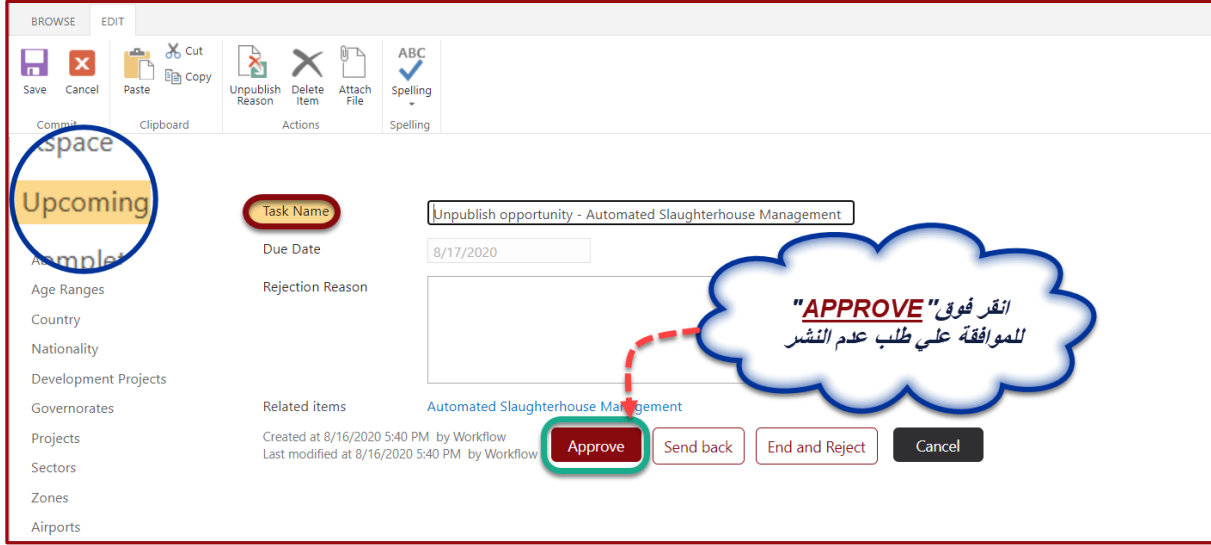 BROWSE EDIT
Save
Cancel
Paste
Cut
Copy
Unpublish Reason
Delete Item
Attach File
ABC
Spelling
Clipboard
Actions
Spelling
kspace
Upcoming
omplet
Age Ranges
Country
Nationality
Development Projects
Governorates
Projects
Sectors
Zones
Airports
Task Name
Unpublish opportunity - Automated Slaughterhouse Management
Due Date
8/17/2020
Rejection Reason
انقر فوق "APPROVE"
للموافقة علي طلب عدم النشر
Related items
Automated Slaughterhouse Management
Created at 8/16/2020 5:40 PM by Workflow
Last modified at 8/16/2020 5:40 PM by Workflow
Approve
Send back
End and Reject
Cancel